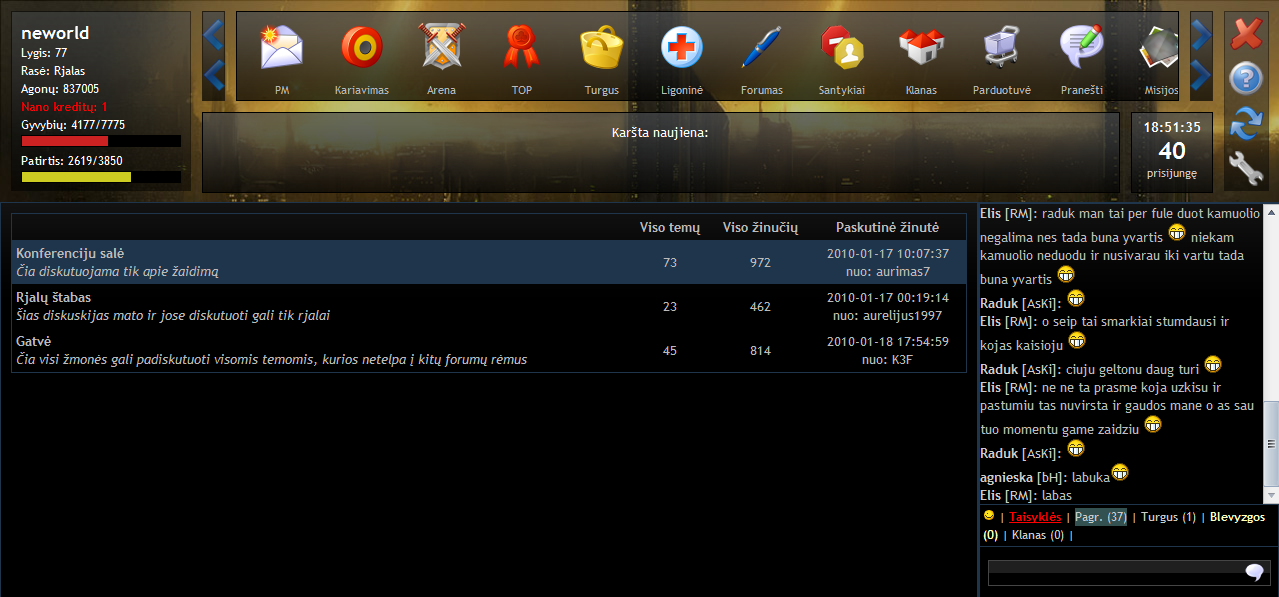 neworld
Lygis: 77
Rasė: Rjalas
Agonų: 837005
Nano kreditų: 1
Gyvybių: 4177/7775
Patirtis: 2619/3850
PM Kariavimas Arena TOP Turgus Ligoninė Forumas Santykiai Klanas Parduotuvė Pranešti Misijos
Karšta naujiena:
18:51:35
40
prisijungę
Viso temų Viso žinučių Paskutinė žinutė
Konferenciju salė
Čia diskutuojama tik apie žaidimą
73 972 2010-01-17 10:07:37
nuo: aurimas7
Rjalų štabas
Šias diskuskijas mato ir jose diskutuoti gali tik rjalai
23 462 2010-01-17 00:19:14
nuo: aurelijus1997
Gatvė
Čia visi žmonės gali padiskutuoti visomis temomis, kurios netelpa į kitų forumų rėmus
45 814 2010-01-18 17:54:59
nuo: K3F
Elis [RM]: raduk man tai per fule duot kamuolio
negalima nes tada buna yvartis niekam
kamuolio neduodu ir nusivarau iki vartu tada
buna yvartis
Raduk [AsKi]:
Elis [RM]: o seip tai smarkiai stumdausi ir
kojas kaisioju
Raduk [AsKi]: ciuju geltonu daug turi
Elis [RM]: ne ne ta prasme koja uzkisu ir
pastumiu tas nuvirsta ir gaudos mane o as sau
tuo momentu game zaidziu
Raduk [AsKi]:
agnieska [bH]: labuka
Elis [RM]: labas
| Taisyklės | Pagr. (37) | Turgus (1) | Blevyzgos
(0) | Klanas (0) |